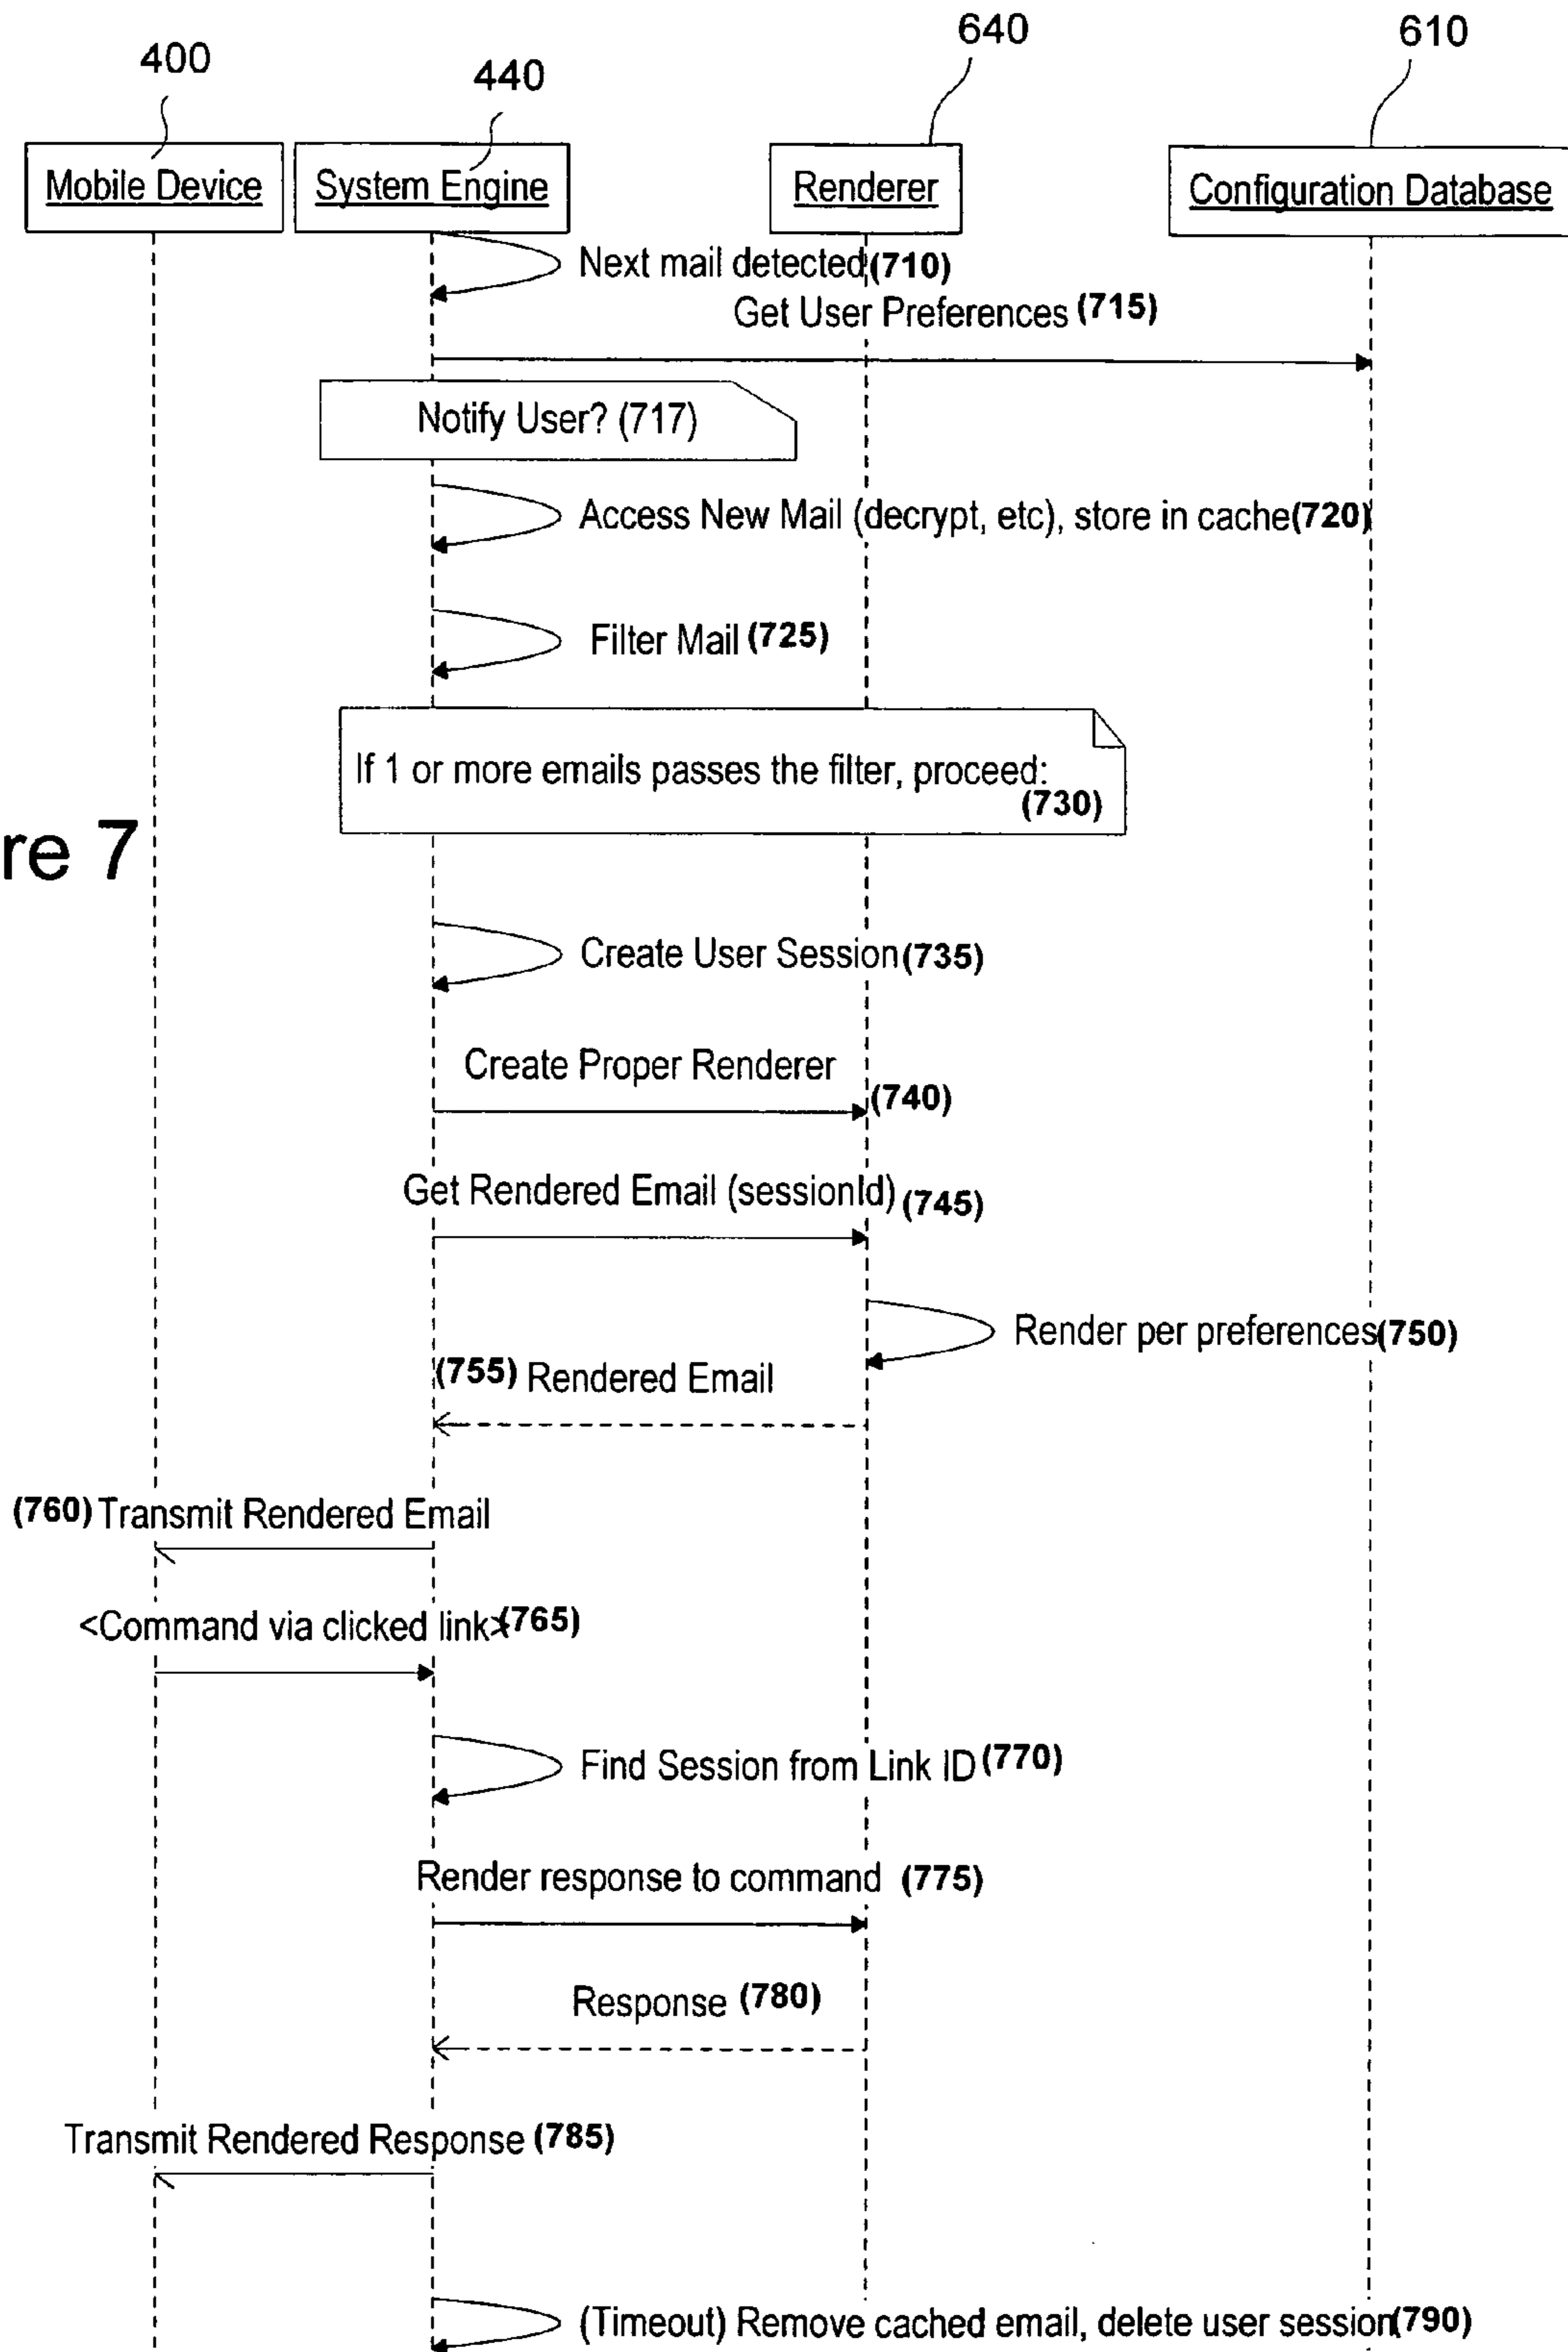 400
440
640
610
Mobile Device
System Engine
Renderer
Configuration Database
Next mail detected(710)
Get User Preferences (715)
Notify User? (717)
Access New Mail (decrypt, etc), store in cache(720)
Filter Mail (725)
If 1 or more emails passes the filter, proceed:
(730)
re 7
Create User Session(735)
Create Proper Renderer
(740)
Get Rendered Email (sessionId) (745)
Render per preferences(750)
(755) Rendered Email
(760) Transmit Rendered Email
<Command via clicked link>(765)
Find Session from Link ID (770)
Render response to command (775)
Response (780)
Transmit Rendered Response (785)
(Timeout) Remove cached email, delete user session(790)